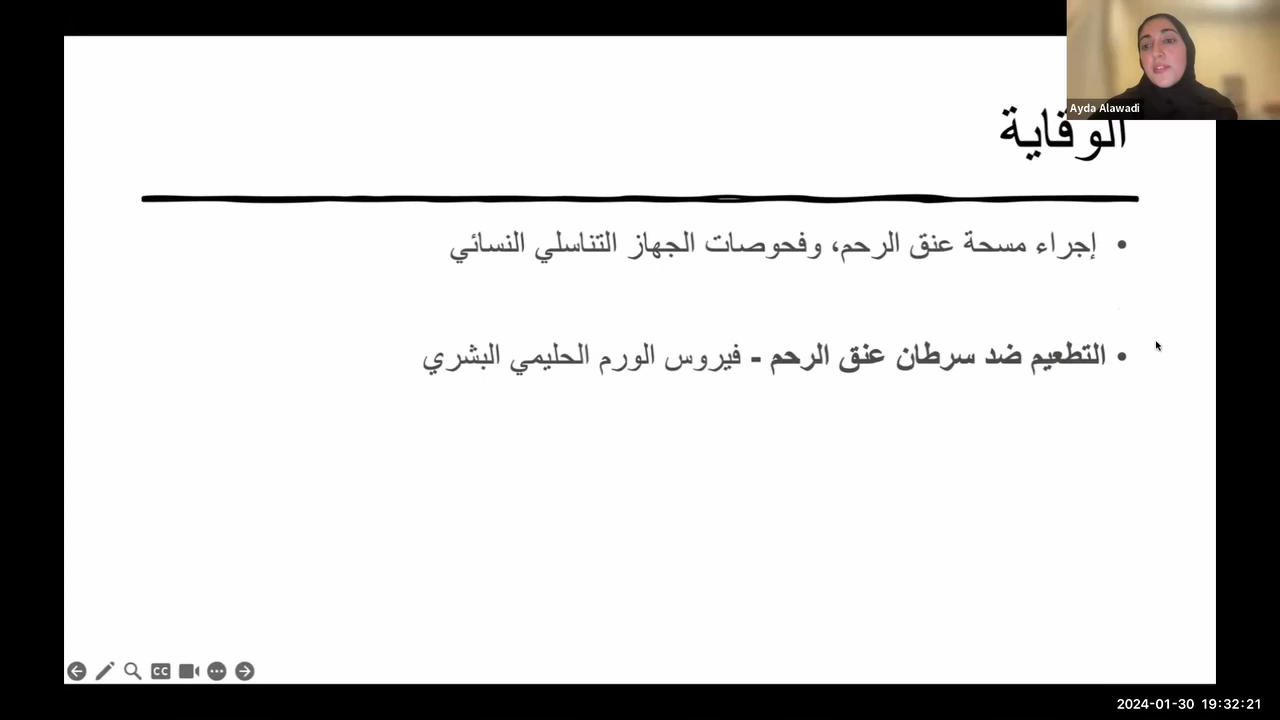 Ayda Alawadi
الوقاية
• إجراء مسحة عنق الرحم، وفحوصات الجهاز التناسلي النسائي
• التطعيم ضد سرطان عنق الرحم - فيروس الورم الحليمي البشري
CC
2024-01-30 19:32:21